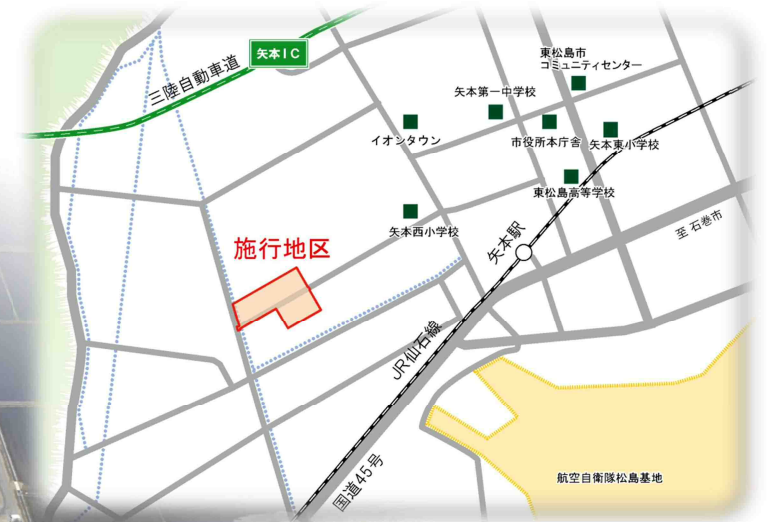 矢本IC
三陸自動車道
東松島市
コミュニティセンター
矢本第一中学校
イオンタウン
市役所本庁舎
矢本東小学校
東松島高等学校
矢本西小学校
至 石巻市
矢本駅
施行地区
JR仙石線
国道45号
航空自衛隊松島基地